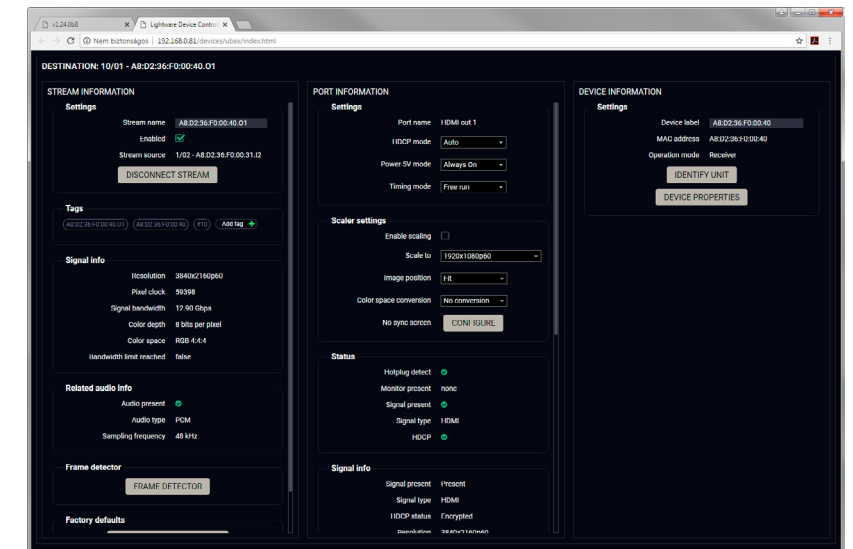 v1.24.0b8
Lightware Device Control
Nem biztonságos | 192.168.0.81/devices/ubex/index.html
DESTINATION: 10/01 - A8:D2:36:F0:00:40.O1
STREAM INFORMATION
Settings
Stream name A8:D2:36:F0:00:40.O1
Enabled
Stream source 1/02 - A8:D2:36:F0:00:31.I2
DISCONNECT STREAM
Tags
A8:D2:36:F0:00:40.O1 A8:D2:36:F0:00:40 #10 Add tag +
Signal info
Resolution 3840x2160p60
Pixel clock 59398
Signal bandwidth 12.90 Gbps
Color depth 8 bits per pixel
Color space RGB 4:4:4
Bandwidth limit reached false
Related audio info
Audio present
Audio type PCM
Sampling frequency 48 kHz
Frame detector
FRAME DETECTOR
Factory defaults
PORT INFORMATION
Settings
Port name HDMI out 1
HDCP mode Auto
Power 5V mode Always On
Timing mode Free run
Scaler settings
Enable scaling
Scale to 1920x1080p60
Image position Fit
Color space conversion No conversion
No sync screen CONFIGURE
Status
Hotplug detect
Monitor present none
Signal present
Signal type HDMI
HDCP
Signal info
Signal present Present
Signal type HDMI
HDCP status Encrypted
Resolution 3840x2160p60
DEVICE INFORMATION
Settings
Device label A8:D2:36:F0:00:40
MAC address A8:D2:36:F0:00:40
Operation mode Receiver
IDENTIFY UNIT
DEVICE PROPERTIES